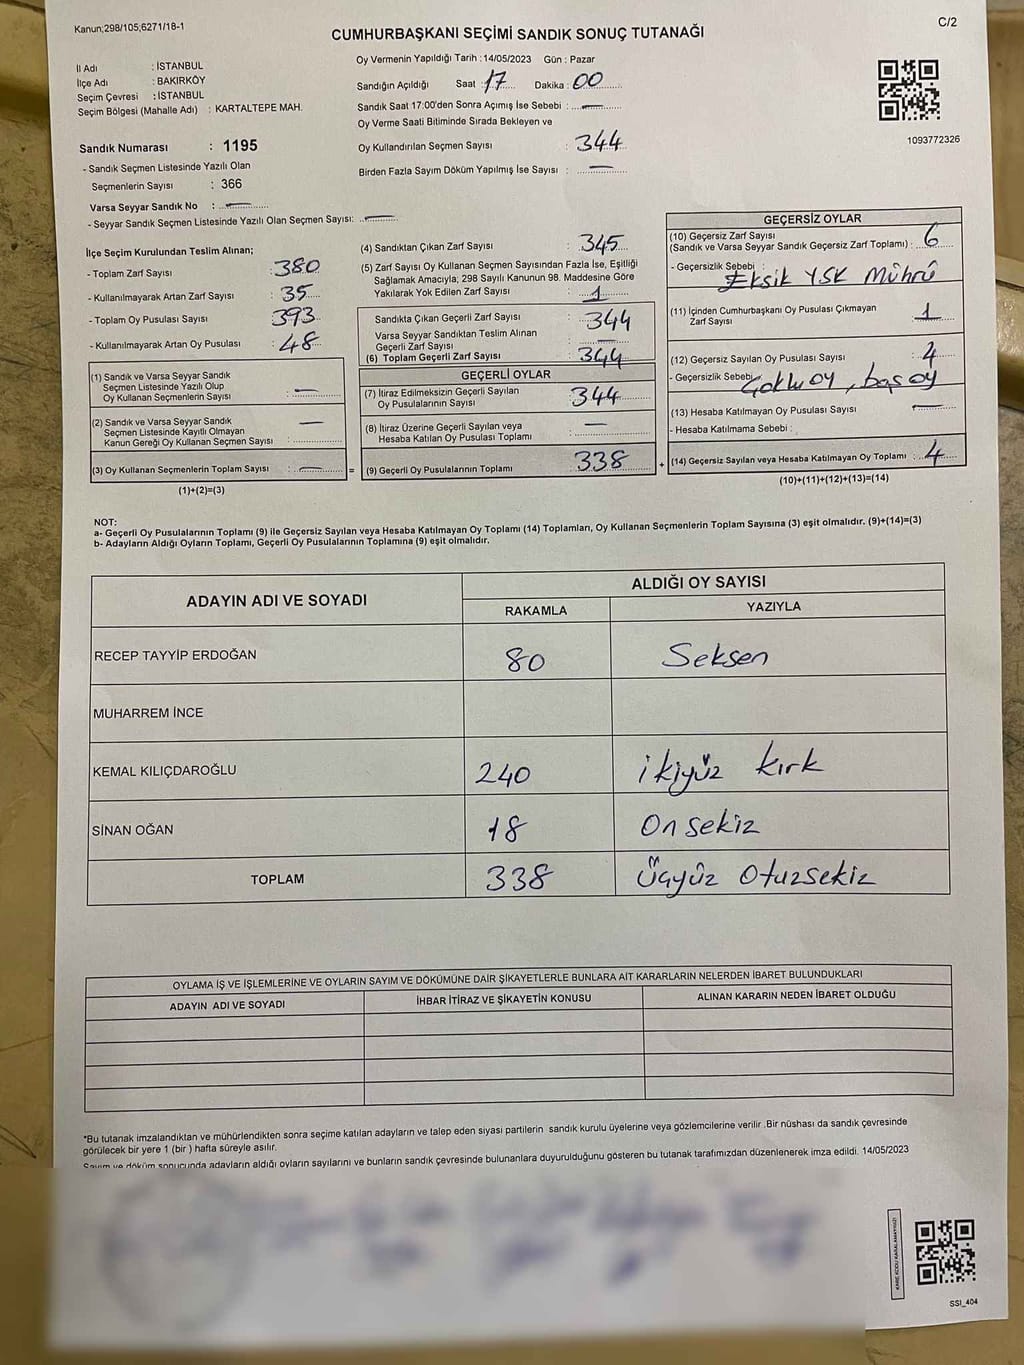 Kanun;298/105;6271/18-1
C/2
CUMHURBAŞKANI SEÇİMİ SANDIK SONUÇ TUTANAĞI
İl Adı : İSTANBUL
İlçe Adı : BAKIRKÖY
Seçim Çevresi : İSTANBUL
Seçim Bölgesi (Mahalle Adı) : KARTALTEPE MAH.
Sandık Numarası : 1195
- Sandık Seçmen Listesinde Yazılı Olan
Seçmenlerin Sayısı : 366
Varsa Seyyar Sandık No : —
- Seyyar Sandık Seçmen Listesinde Yazılı Olan Seçmen Sayısı: —
Oy Vermenin Yapıldığı Tarih : 14/05/2023 Gün : Pazar
Sandığın Açıldığı Saat : 17 Dakika : 00
Sandık Saat 17:00'den Sonra Açımış İse Sebebi : —
Oy Verme Saati Bitiminde Sırada Bekleyen ve
Oy Kullandırılan Seçmen Sayısı : 344
Birden Fazla Sayım Döküm Yapılmış İse Sayısı : —
1093772326
İlçe Seçim Kurulundan Teslim Alınan;
- Toplam Zarf Sayısı : 380
- Kullanılmayarak Artan Zarf Sayısı : 35
- Toplam Oy Pusulası Sayısı : 393
- Kullanılmayarak Artan Oy Pusulası : 48
(1) Sandık ve Varsa Seyyar Sandık
Seçmen Listesinde Yazılı Olup
Oy Kullanan Seçmenlerin Sayısı : —
(2) Sandık ve Varsa Seyyar Sandık
Seçmen Listesinde Kayıtlı Olmayan
Kanun Gereği Oy Kullanan Seçmen Sayısı : —
(3) Oy Kullanan Seçmenlerin Toplam Sayısı : — =
(1)+(2)=(3)
(4) Sandıktan Çıkan Zarf Sayısı : 345
(5) Zarf Sayısı Oy Kullanan Seçmen Sayısından Fazla İse, Eşitliği
Sağlamak Amacıyla; 298 Sayılı Kanunun 98. Maddesine Göre
Yakılarak Yok Edilen Zarf Sayısı : 1
Sandıkta Çıkan Geçerli Zarf Sayısı : 344
Varsa Seyyar Sandıktan Teslim Alınan
Geçerli Zarf Sayısı : —
(6) Toplam Geçerli Zarf Sayısı : 344
GEÇERLİ OYLAR
(7) İtiraz Edilmeksizin Geçerli Sayılan
Oy Pusulalarının Sayısı : 344
(8) İtiraz Üzerine Geçerli Sayılan veya
Hesaba Katılan Oy Pusulası Toplamı : —
(9) Geçerli Oy Pusulalarının Toplamı : 338 +
GEÇERSİZ OYLAR
(10) Geçersiz Zarf Sayısı
(Sandık ve Varsa Seyyar Sandık Geçersiz Zarf Toplamı) : 6
- Geçersizlik Sebebi :
Eksik YSK Mührü
(11) İçinden Cumhurbaşkanı Oy Pusulası Çıkmayan
Zarf Sayısı : 1
(12) Geçersiz Sayılan Oy Pusulası Sayısı : 4
- Geçersizlik Sebebi : Çoklu oy, boş oy
(13) Hesaba Katılmayan Oy Pusulası Sayısı : —
- Hesaba Katılmama Sebebi :
(14) Geçersiz Sayılan veya Hesaba Katılmayan Oy Toplamı : 4
(10)+(11)+(12)+(13)=(14)
NOT:
a- Geçerli Oy Pusulalarının Toplamı (9) ile Geçersiz Sayılan veya Hesaba Katılmayan Oy Toplamı (14) Toplamları, Oy Kullanan Seçmenlerin Toplam Sayısına (3) eşit olmalıdır. (9)+(14)=(3)
b- Adayların Aldığı Oyların Toplamı, Geçerli Oy Pusulalarının Toplamına (9) eşit olmalıdır.
ADAYIN ADI VE SOYADI
ALDIĞI OY SAYISI
RAKAMLA YAZIYLA
RECEP TAYYİP ERDOĞAN 80 Seksen
MUHARREM İNCE
KEMAL KILIÇDAROĞLU 240 ikiyüz kırk
SİNAN OĞAN 18 Onsekiz
TOPLAM 338 Üçyüz Otuzsekiz
OYLAMA İŞ VE İŞLEMLERİNE VE OYLARIN SAYIM VE DÖKÜMÜNE DAİR ŞİKAYETLERLE BUNLARA AİT KARARLARIN NELERDEN İBARET BULUNDUKLARI
ADAYIN ADI VE SOYADI İHBAR İTİRAZ VE ŞİKAYETİN KONUSU ALINAN KARARIN NEDEN İBARET OLDUĞU
*Bu tutanak imzalandıktan ve mühürlendikten sonra seçime katılan adayların ve talep eden siyasi partilerin sandık kurulu üyelerine veya gözlemcilerine verilir .Bir nüshası da sandık çevresinde
görülecek bir yere 1 (bir ) hafta süreyle asılır.
Sayım ve döküm sonucunda adayların aldığı oyların sayılarını ve bunların sandık çevresinde bulunanlara duyurulduğunu gösteren bu tutanak tarafımızdan düzenlenerek imza edildi. 14/05/2023
SSI_404